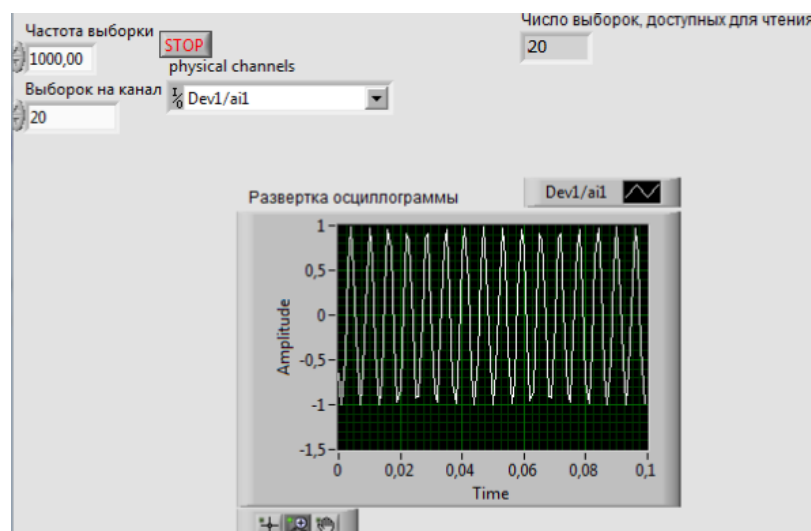 Частота выборки
STOP
1000,00
physical channels
Выборок на канал
I/O Dev1/ai1
20
Число выборок, доступных для чтения
20
Развертка осциллограммы
Dev1/ai1
Amplitude
1
0,5
0
-0,5
-1
-1,5
0
0,02
0,04
0,06
0,08
0,1
Time